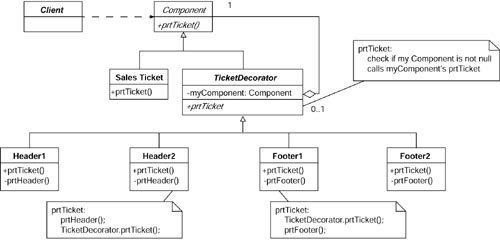 Client
Component
+prtTicket()
1
prtTicket:
check if my Component is not null
calls myComponent's prtTicket
Sales Ticket
+prtTicket()
TicketDecorator
-myComponent: Component
+prtTicket
0..1
Header1
+prtTicket()
-prtHeader()
Header2
+prtTicket()
-prtHeader()
Footer1
+prtTicket()
-prtFooter()
Footer2
+prtTicket()
-prtFooter()
prtTicket:
prtHeader();
TicketDecorator.prtTicket();
prtTicket:
TicketDecorator.prtTicket();
prtFooter();